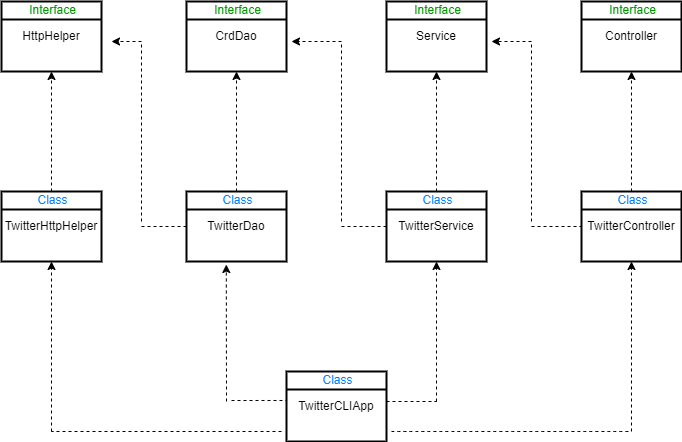 Interface
HttpHelper
Interface
CrdDao
Interface
Service
Interface
Controller
Class
TwitterHttpHelper
Class
TwitterDao
Class
TwitterService
Class
TwitterController
Class
TwitterCLIApp